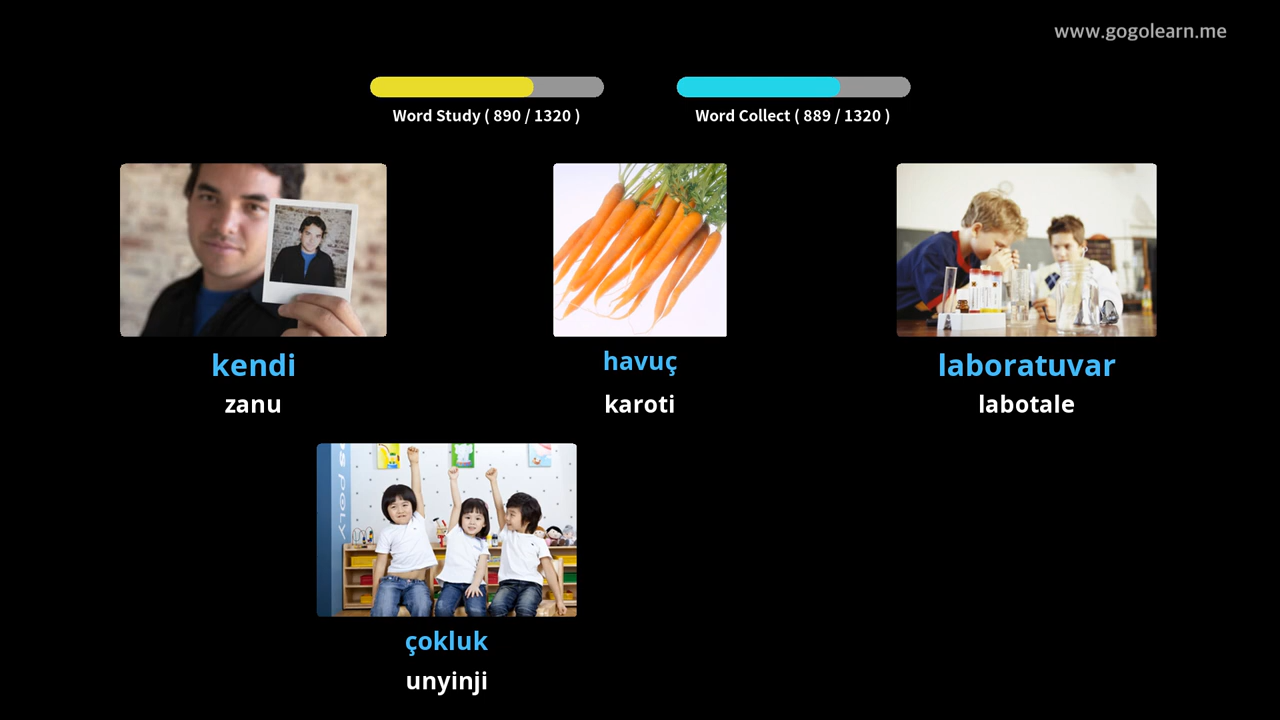 www.gogolearn.me
Word Study ( 890 / 1320 )
Word Collect ( 889 / 1320 )
kendi
zanu
havuç
karoti
laboratuvar
labotale
POLY
çokluk
unyinji